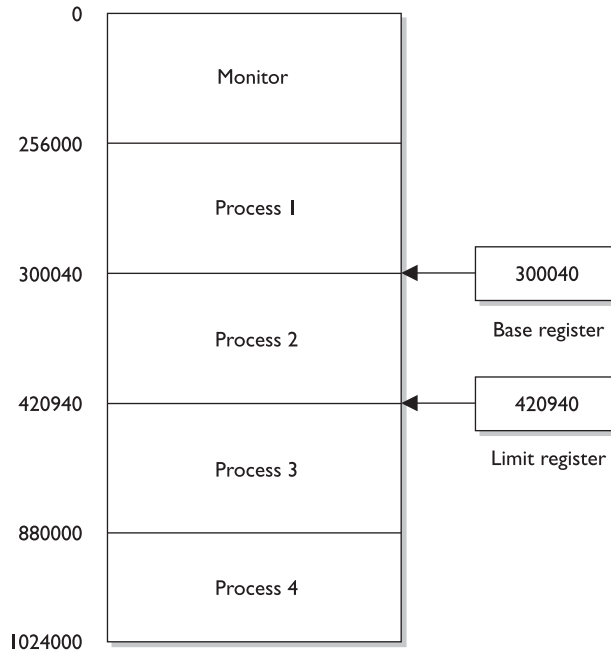 0
Monitor
256000
Process 1
300040
300040
Base register
Process 2
420940
420940
Limit register
Process 3
880000
Process 4
1024000